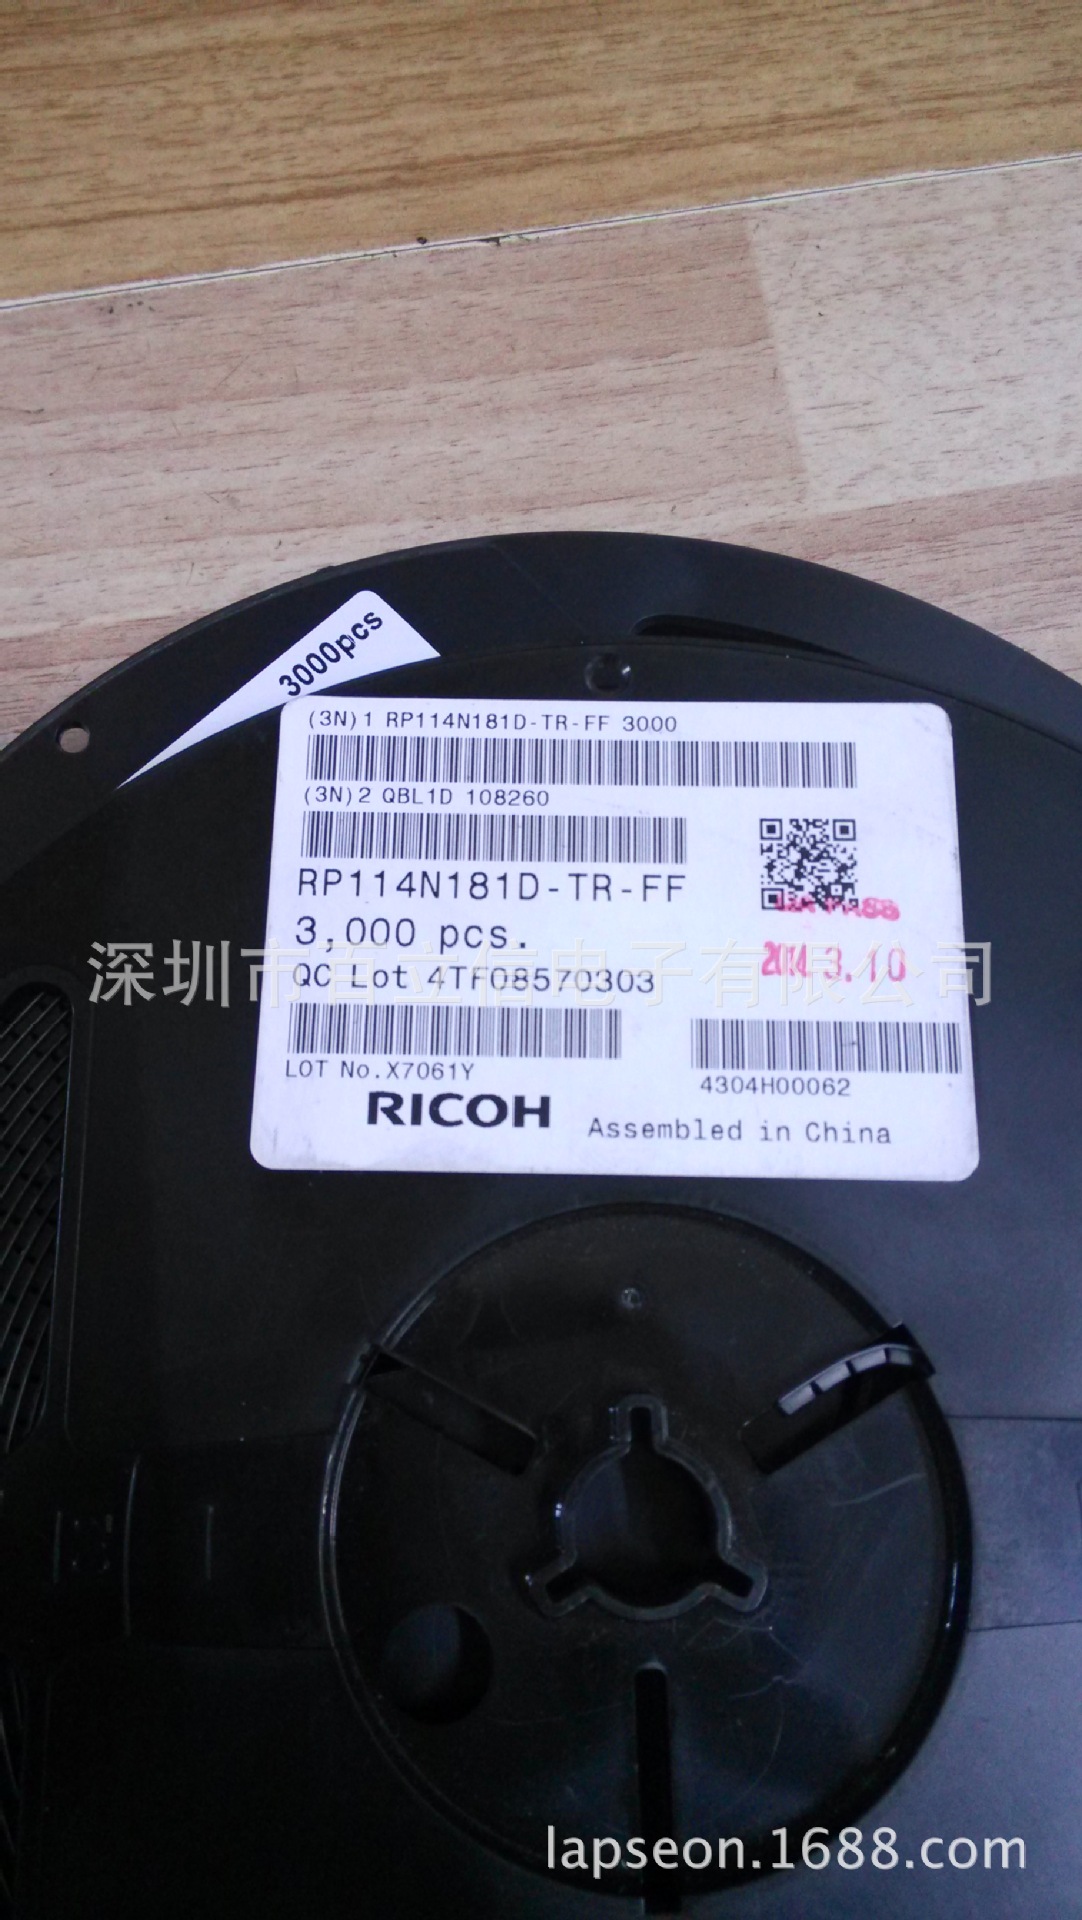 3000pcs
(3N)1 RP114N181D-TR-FF 3000
(3N)2 QBL1D 108260
RP114N181D-TR-FF
3,000 pcs.
PASS
2014.3.10
深圳市百立信电子有限公司
QC Lot 4TF08570303
LOT No.X7061Y
4304H00062
RICOH
Assembled in China
lapseon.1688.com